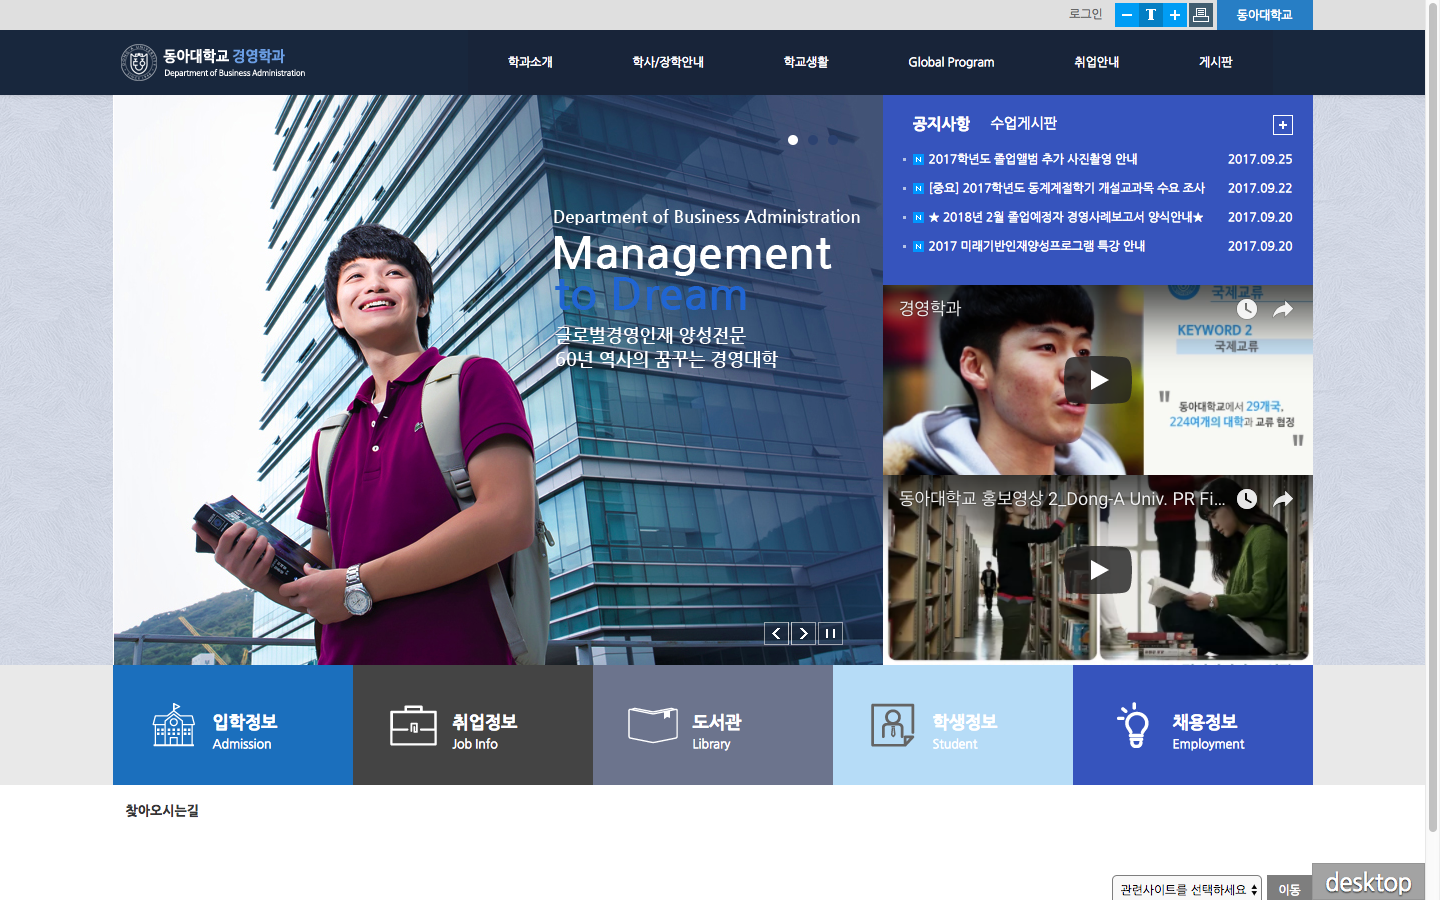 로그인
T
동아대학교
동아대학교 경영학과
Department of Business Administration
학과소개
학사/장학안내
학교생활
Global Program
취업안내
게시판
Department of Business Administration
Management
to Dream
글로벌경영인재 양성전문
60년 역사의 꿈꾸는 경영대학
공지사항 수업게시판
N 2017학년도 졸업앨범 추가 사진촬영 안내 2017.09.25
N [중요] 2017학년도 동계계절학기 개설교과목 수요 조사 2017.09.22
N ★ 2018년 2월 졸업예정자 경영사례보고서 양식안내★ 2017.09.20
N 2017 미래기반인재양성프로그램 특강 안내 2017.09.20
경영학과
국제교류
KEYWORD 2
국제교류
" 동아대학교에서 29개국,
224여개의 대학과 교류 협정 "
동아대학교 홍보영상 2_Dong-A Univ. PR Fi...
입학정보
Admission
취업정보
Job Info
도서관
Library
학생정보
Student
채용정보
Employment
찾아오시는길
관련사이트를 선택하세요
이동
desktop